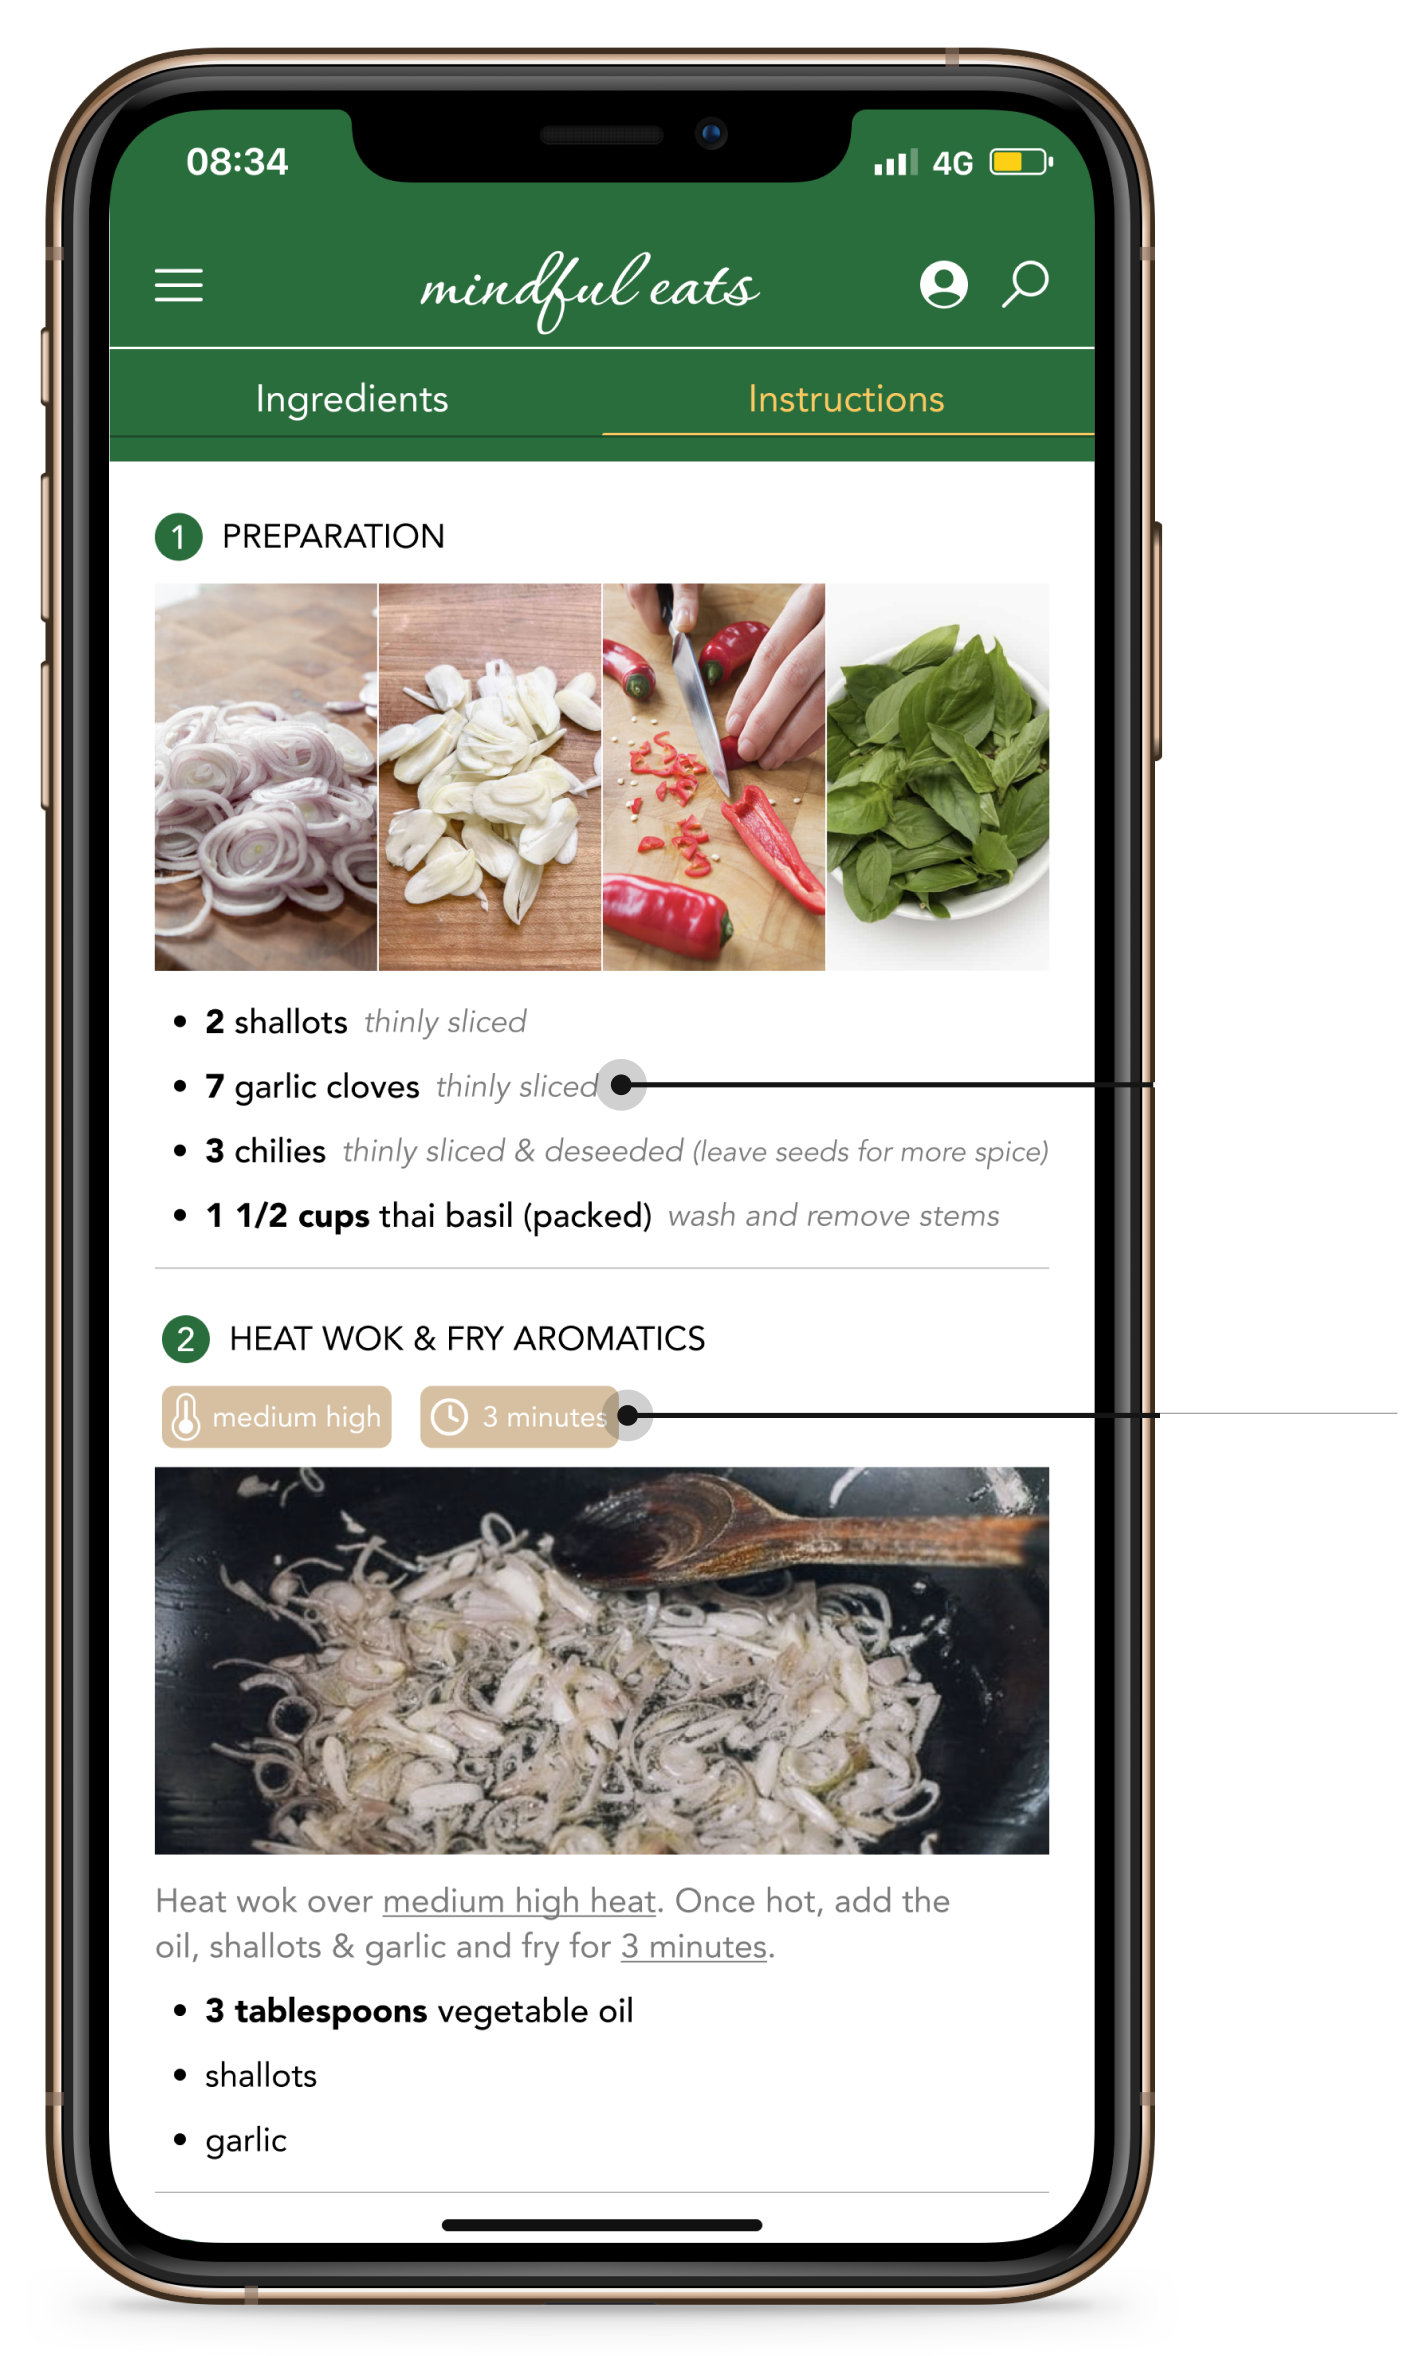 08:34
4G
mindful eats
Ingredients
Instructions
1 PREPARATION
• 2 shallots thinly sliced
• 7 garlic cloves thinly sliced
• 3 chilies thinly sliced & deseeded (leave seeds for more spice)
• 1 1/2 cups thai basil (packed) wash and remove stems
2 HEAT WOK & FRY AROMATICS
medium high
3 minutes
Heat wok over medium high heat. Once hot, add the
oil, shallots & garlic and fry for 3 minutes.
• 3 tablespoons vegetable oil
• shallots
• garlic